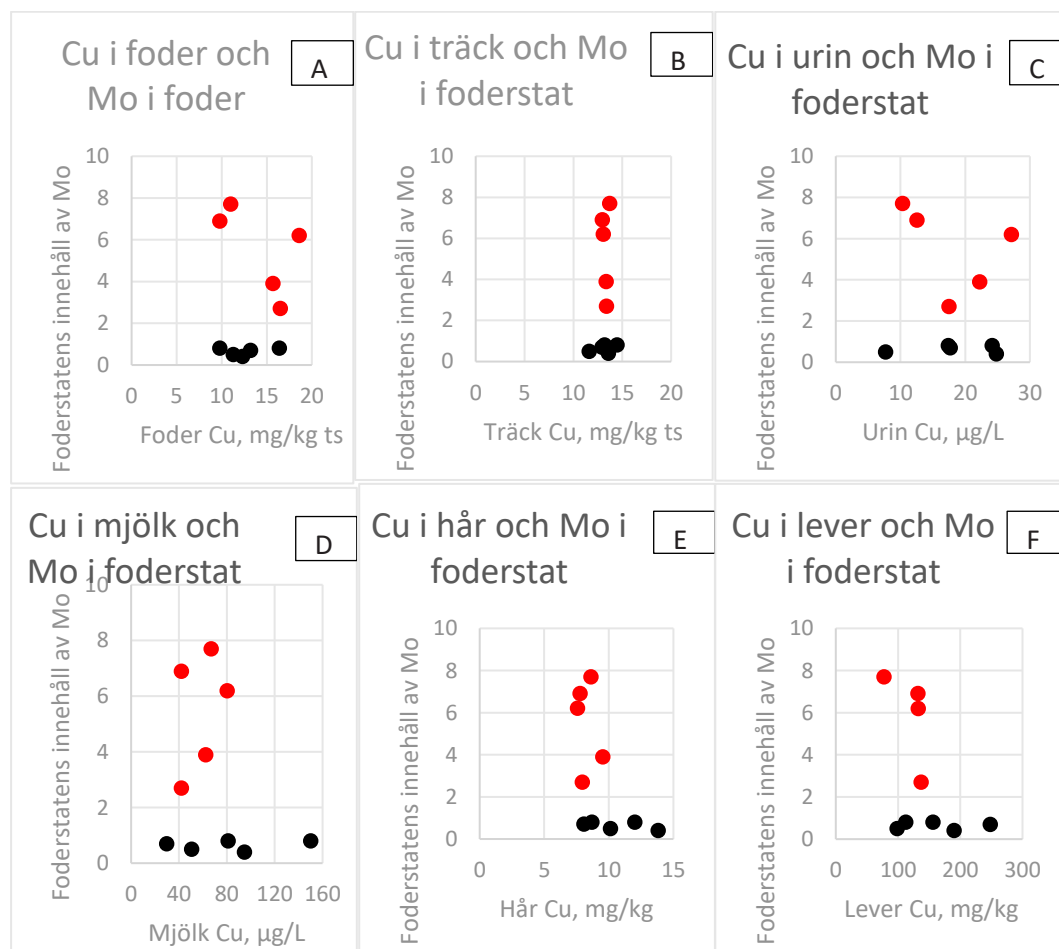 Cu i foder och
Mo i foder
A
Foderstatens innehåll av Mo
10
8
6
4
2
0
0 5 10 15 20
Foder Cu, mg/kg ts
Cu i träck och Mo
i foderstat
B
Foderstatens innehåll av Mo
10
8
6
4
2
0
0 5 10 15 20
Träck Cu, mg/kg ts
Cu i urin och Mo i
foderstat
C
Foderstatens innehåll av Mo
10
8
6
4
2
0
0 10 20 30
Urin Cu, µg/L
Cu i mjölk och
Mo i foderstat
D
Foderstatens innehåll av Mo
10
8
6
4
2
0
0 40 80 120 160
Mjölk Cu, µg/L
Cu i hår och Mo i
foderstat
E
Foderstatens innehåll av Mo
10
8
6
4
2
0
0 5 10 15
Hår Cu, mg/kg
Cu i lever och Mo
i foderstat
F
Foderstatens innehåll av Mo
10
8
6
4
2
0
0 100 200 300
Lever Cu, mg/kg